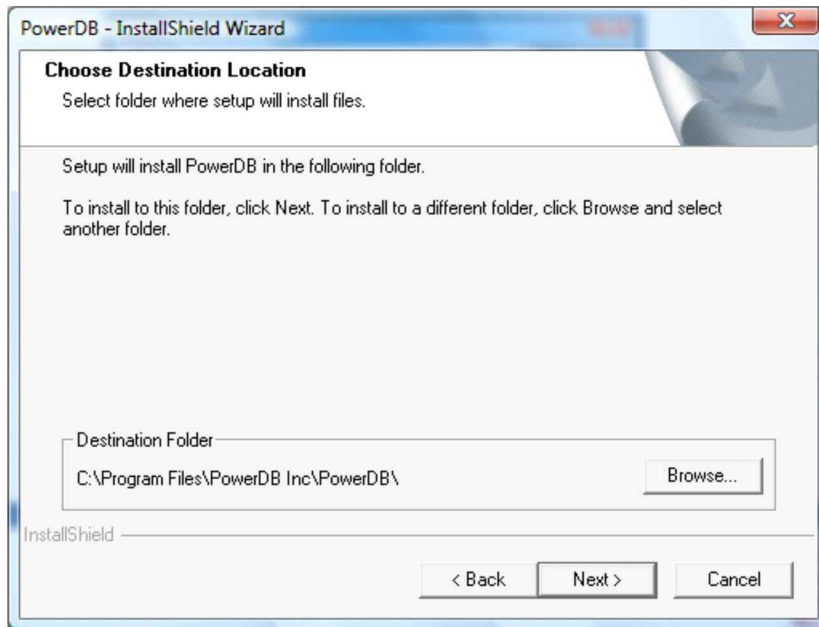 PowerDB - InstallShield Wizard
Choose Destination Location
Select folder where setup will install files.
Setup will install PowerDB in the following folder.
To install to this folder, click Next. To install to a different folder, click Browse and select
another folder.
Destination Folder
C:\Program Files\PowerDB Inc\PowerDB\
Browse...
InstallShield
< Back
Next >
Cancel